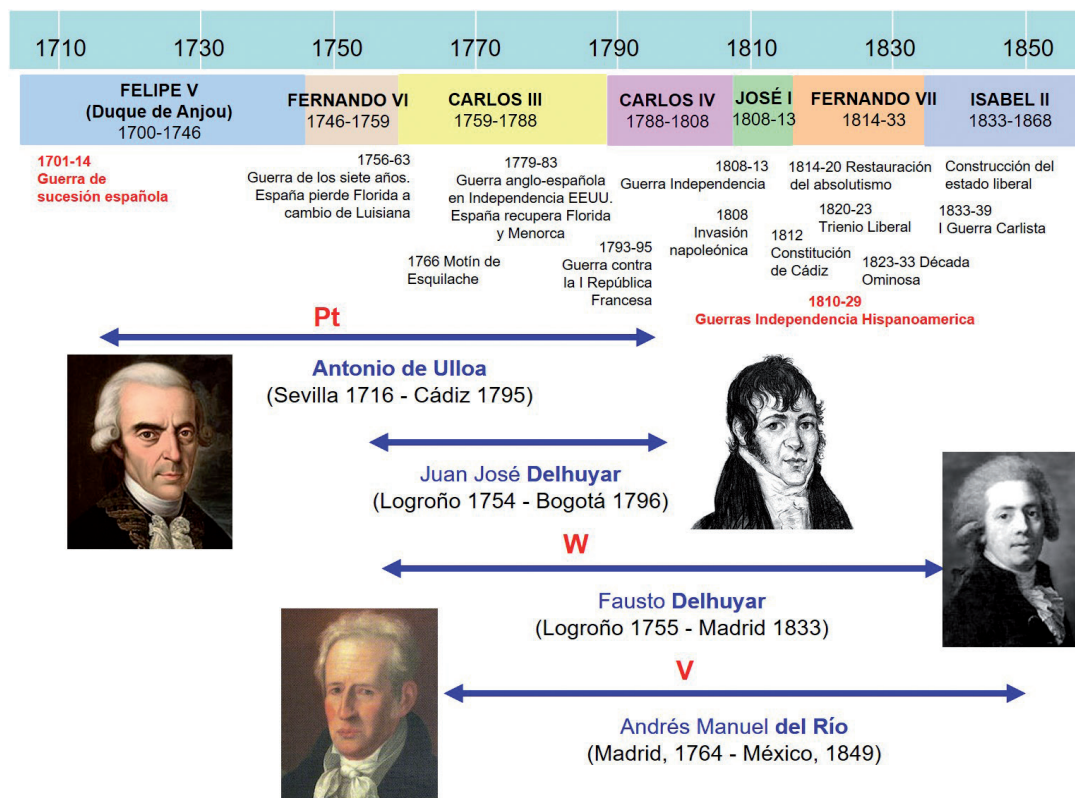 1710 1730 1750 1770 1790 1810 1830 1850
FELIPE V
(Duque de Anjou)
1700-1746
FERNANDO VI
1746-1759
CARLOS III
1759-1788
CARLOS IV
1788-1808
JOSÉ I
1808-13
FERNANDO VII
1814-33
ISABEL II
1833-1868
1701-14
Guerra de
sucesión española
1756-63
Guerra de los siete años.
España pierde Florida a
cambio de Luisiana
1779-83
Guerra anglo-española
en Independencia EEUU.
España recupera Florida
y Menorca
1766 Motín de
Esquilache
1793-95
Guerra contra
la I República
Francesa
1808-13
Guerra Independencia
1808
Invasión
napoleónica
1814-20 Restauración
del absolutismo
1820-23
Trienio Liberal
1812
Constitución
de Cádiz
1823-33 Década
Ominosa
Construcción del
estado liberal
1833-39
I Guerra Carlista
1810-29
Guerras Independencia Hispanoamerica
Pt
Antonio de Ulloa
(Sevilla 1716 - Cádiz 1795)
Juan José Delhuyar
(Logroño 1754 - Bogotá 1796)
W
Fausto Delhuyar
(Logroño 1755 - Madrid 1833)
V
Andrés Manuel del Río
(Madrid, 1764 - México, 1849)